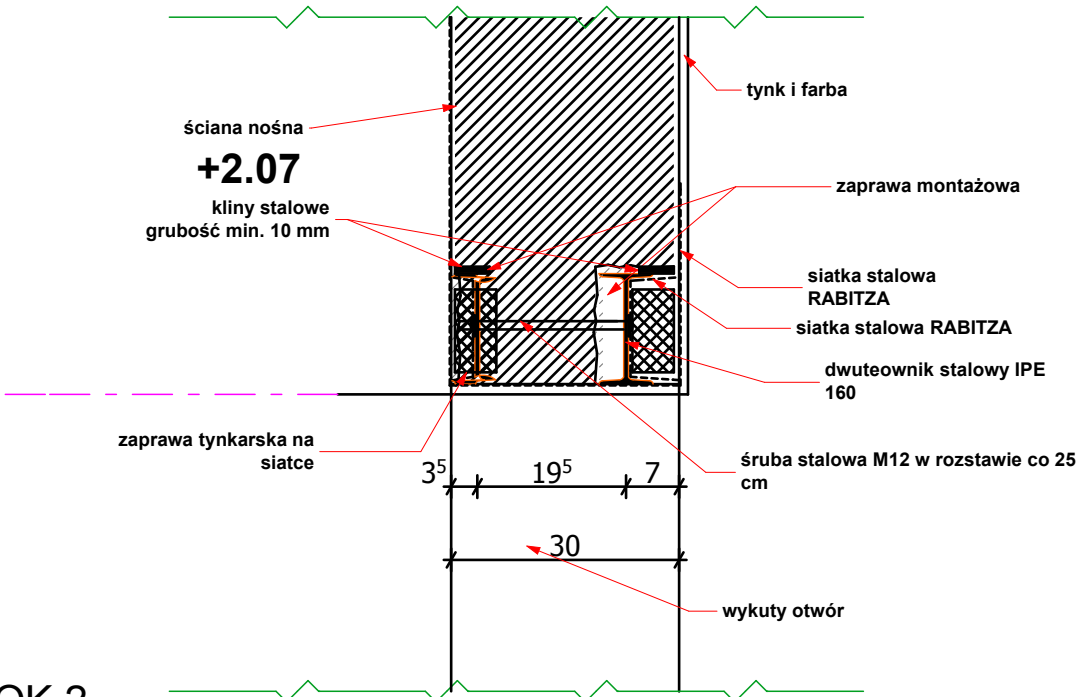 tynk i farba
ściana nośna
+2.07
kliny stalowe
grubość min. 10 mm
zaprawa montażowa
siatka stalowa
RABITZA
siatka stalowa RABITZA
dwuteownik stalowy IPE
160
zaprawa tynkarska na
siatce
śruba stalowa M12 w rozstawie co 25
cm
3⁵ 19⁵ 7
30
wykuty otwór